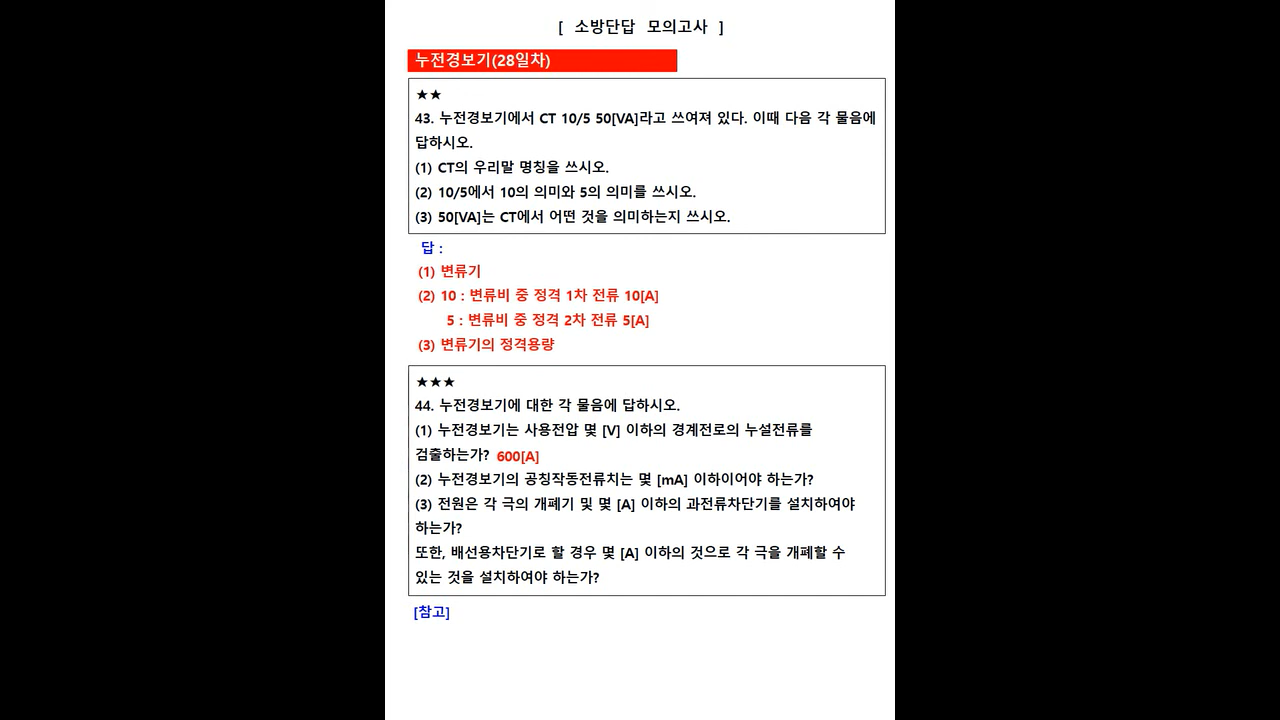 [ 소방단답 모의고사 ]
누전경보기(28일차)
★★
43. 누전경보기에서 CT 10/5 50[VA]라고 쓰여져 있다. 이때 다음 각 물음에
답하시오.
(1) CT의 우리말 명칭을 쓰시오.
(2) 10/5에서 10의 의미와 5의 의미를 쓰시오.
(3) 50[VA]는 CT에서 어떤 것을 의미하는지 쓰시오.
답 :
(1) 변류기
(2) 10 : 변류비 중 정격 1차 전류 10[A]
5 : 변류비 중 정격 2차 전류 5[A]
(3) 변류기의 정격용량
★★★
44. 누전경보기에 대한 각 물음에 답하시오.
(1) 누전경보기는 사용전압 몇 [V] 이하의 경계전로의 누설전류를
검출하는가? 600[A]
(2) 누전경보기의 공칭작동전류치는 몇 [mA] 이하이어야 하는가?
(3) 전원은 각 극의 개폐기 및 몇 [A] 이하의 과전류차단기를 설치하여야
하는가?
또한, 배선용차단기로 할 경우 몇 [A] 이하의 것으로 각 극을 개폐할 수
있는 것을 설치하여야 하는가?
[참고]